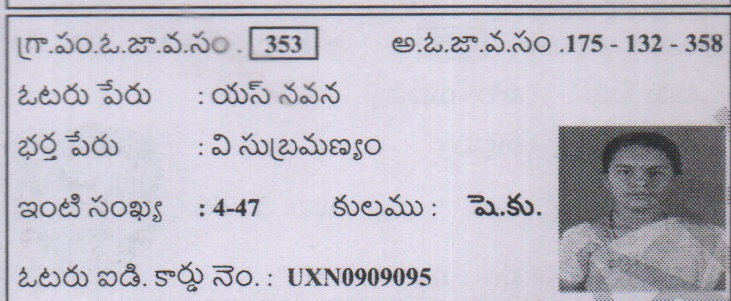 గ్రా.పం.ఓ.జా.వ.సం. 353 అ.ఓ.జా.వ.సం .175 - 132 - 358
ఓటరు పేరు : యస్ నవన
భర్త పేరు : వి సుబ్రమణ్యం
ఇంటి సంఖ్య : 4-47 కులము : షె.కు.
ఓటరు ఐడి. కార్డు నెం. : UXN0909095